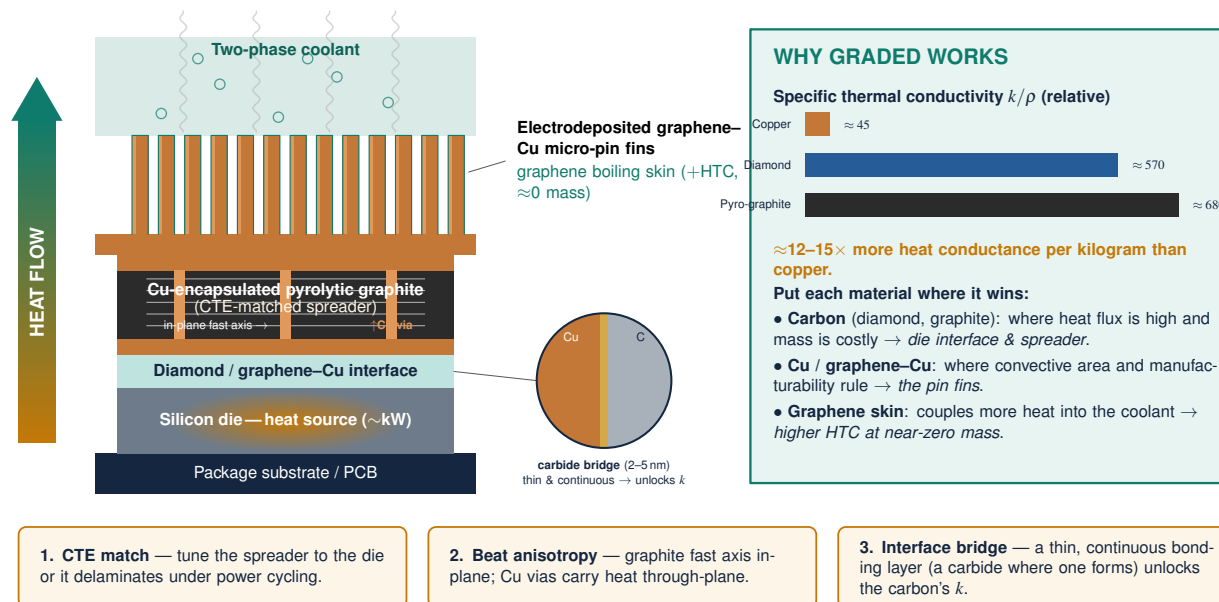 Two-phase coolant
HEAT FLOW
Electrodeposited graphene–
Cu micro-pin fins
graphene boiling skin (+HTC,
≈0 mass)
Cu-encapsulated pyrolytic graphite
(CTE-matched spreader)
in-plane fast axis →
↑Cu via
Diamond / graphene–Cu interface
Silicon die — heat source (∼kW)
Package substrate / PCB
Cu
C
carbide bridge (2–5 nm)
thin & continuous → unlocks k
WHY GRADED WORKS
Specific thermal conductivity k/ρ (relative)
Copper ≈ 45
Diamond ≈ 570
Pyro-graphite
≈12–15× more heat conductance per kilogram than
copper.
Put each material where it wins:
• Carbon (diamond, graphite): where heat flux is high and
mass is costly → die interface & spreader.
• Cu / graphene–Cu: where convective area and manufac-
turability rule → the pin fins.
• Graphene skin: couples more heat into the coolant →
higher HTC at near-zero mass.
1. CTE match — tune the spreader to the die
or it delaminates under power cycling.
2. Beat anisotropy — graphite fast axis in-
plane; Cu vias carry heat through-plane.
3. Interface bridge — a thin, continuous bond-
ing layer (a carbide where one forms) unlocks
the carbon's k.